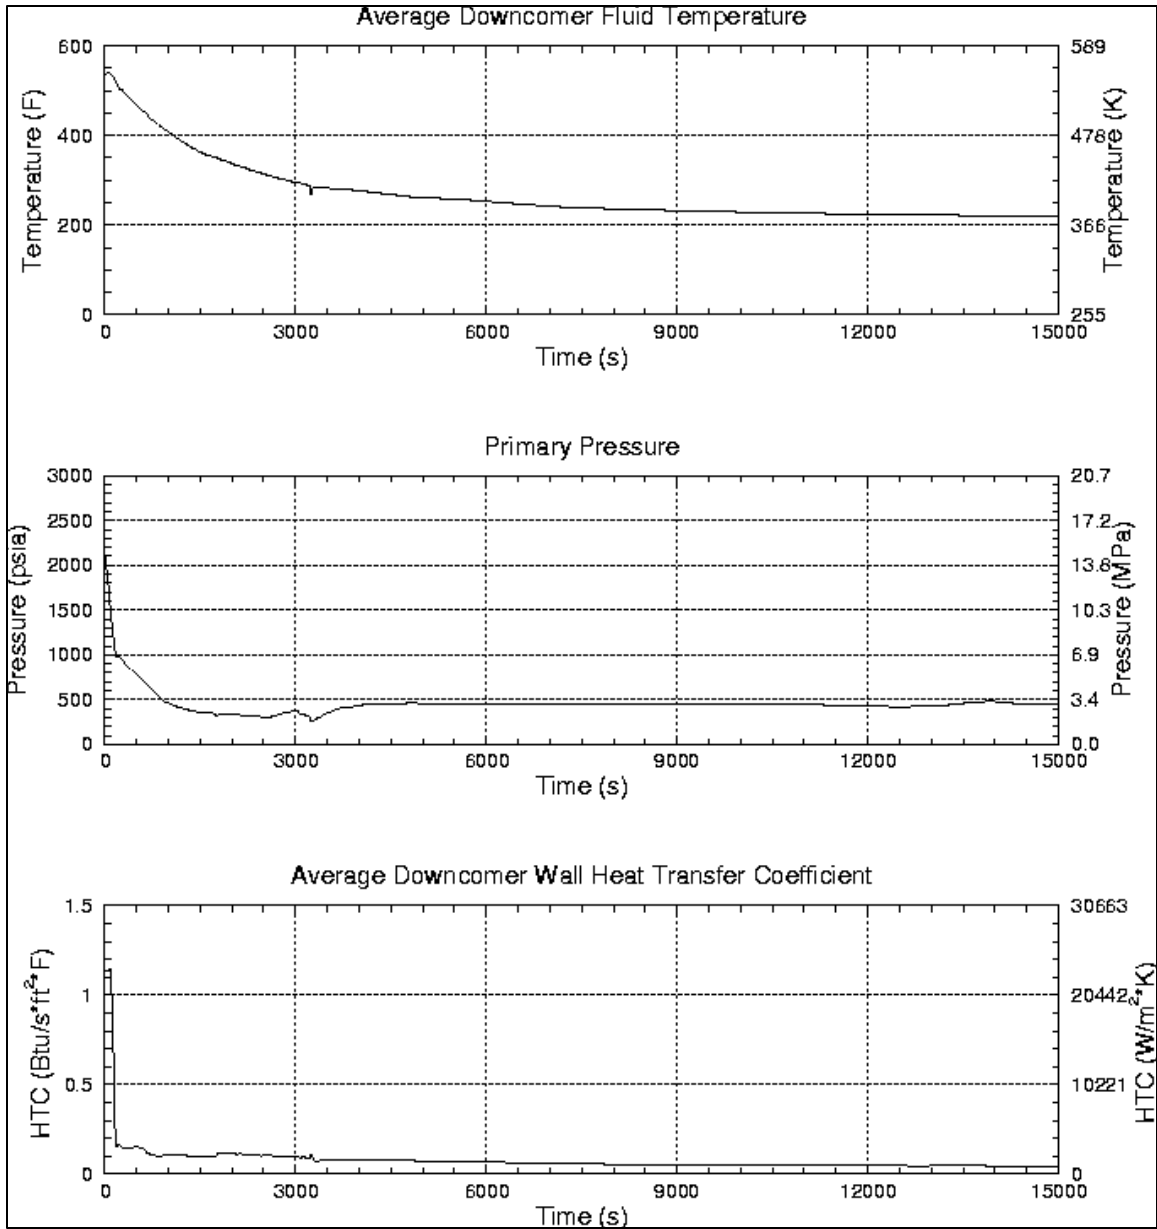 Average Downcomer Fluid Temperature
600
400
200
0
Temperature (F)
589
478
366
255
Temperature (K)
0 3000 6000 9000 12000 15000
Time (s)
Primary Pressure
3000
2500
2000
1500
1000
500
0
Pressure (psia)
20.7
17.2
13.8
10.3
6.9
3.4
0.0
Pressure (MPa)
0 3000 6000 9000 12000 15000
Time (s)
Average Downcomer Wall Heat Transfer Coefficient
1.5
1
0.5
0
HTC (Btu/s*ft²*F)
30663
20442
10221
0
HTC (W/m²*K)
0 3000 6000 9000 12000 15000
Time (s)